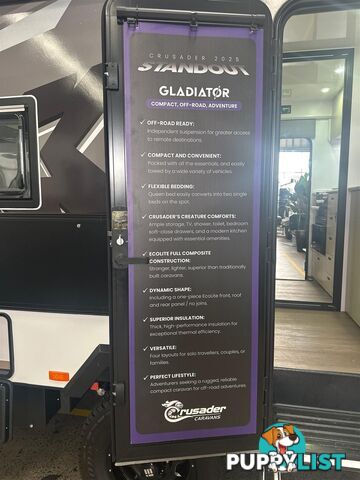 CRUSADER 2025
STANDOUT
GLADIATØR
COMPACT, OFF-ROAD, ADVENTURE
✓ OFF-ROAD READY:
Independent suspension for greater access
to remote destinations.
✓ COMPACT AND CONVENIENT:
Packed with all the essentials, and easily
towed by a wide variety of vehicles.
✓ FLEXIBLE BEDDING:
Queen bed easily converts into two single
beds on the spot.
✓ CRUSADER'S CREATURE COMFORTS:
Ample storage, TV, shower, toilet, bedroom
soft-close drawers, and a modern kitchen
equipped with essential amenities.
✓ ECOLITE FULL COMPOSITE
CONSTRUCTION:
Stronger, lighter, superior than traditionally
built caravans.
✓ DYNAMIC SHAPE:
Including a one-piece EcoLite front, roof
and rear panel / no joins.
✓ SUPERIOR INSULATION:
Thick, high-performance insulation for
exceptional thermal efficiency.
✓ VERSATILE:
Four layouts for solo travellers, couples, or
families.
✓ PERFECT LIFESTYLE:
Adventurers seeking a rugged, reliable
compact caravan for off-road adventures.
Crusader
CARAVANS
PUPPYLIST